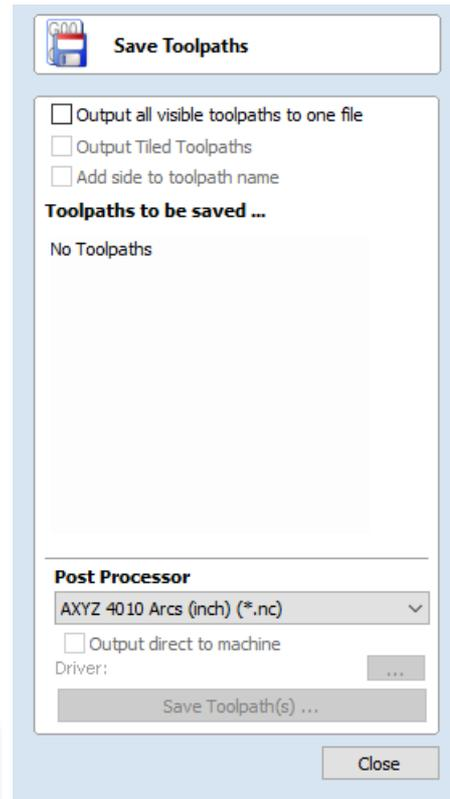 G00
Save Toolpaths
Output all visible toolpaths to one file
Output Tiled Toolpaths
Add side to toolpath name
Toolpaths to be saved ...
No Toolpaths
Post Processor
AXYZ 4010 Arcs (inch) (*.nc)
Output direct to machine
Driver:
...
Save Toolpath(s) ...
Close